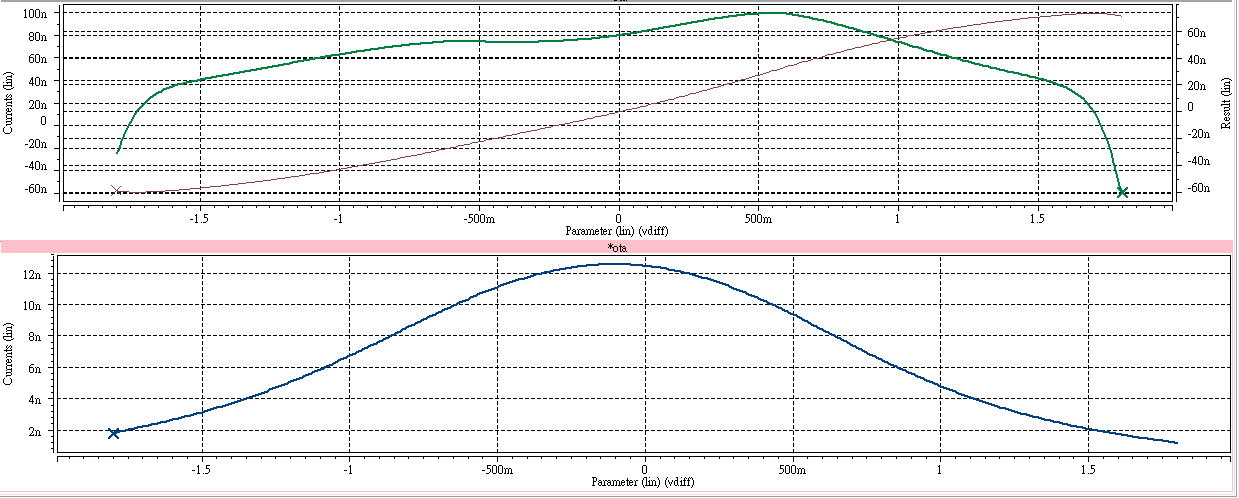 100n
80n
60n
40n
20n
0
-20n
-40n
-60n
Currents (lin)
60n
40n
20n
0
-20n
-40n
-60n
Result (lin)
-1.5 -1 -500m 0 500m 1 1.5
Parameter (lin) (vdiff)
*ota
12n
10n
8n
6n
4n
2n
Currents (lin)
-1.5 -1 -500m 0 500m 1 1.5
Parameter (lin) (vdiff)